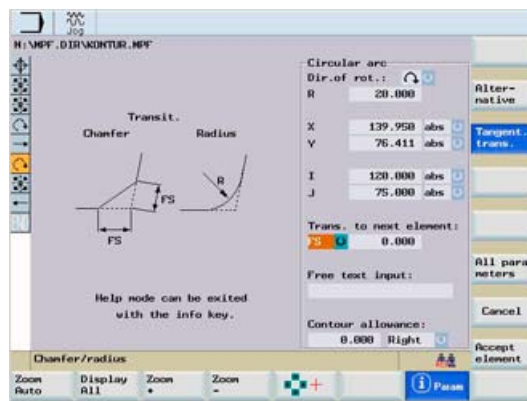 Jog
N:\MPF.DIR\KONTUR.MPF
Circular arc
Dir.of rot.:
R 20.000
Alter-
native
Transit.
Chamfer Radius
X 139.950 abs
Y 76.411 abs
Tangent.
trans.
R
FS
I 120.000 abs
J 75.000 abs
FS
Trans. to next element:
FS 0.000
Free text input:
All para
meters
Help mode can be exited
with the info key.
Cancel
Contour allowance:
0.000 Right
Chamfer/radius
Accept
element
Zoom
Auto
Display
All
Zoom
+
Zoom
-
i Param